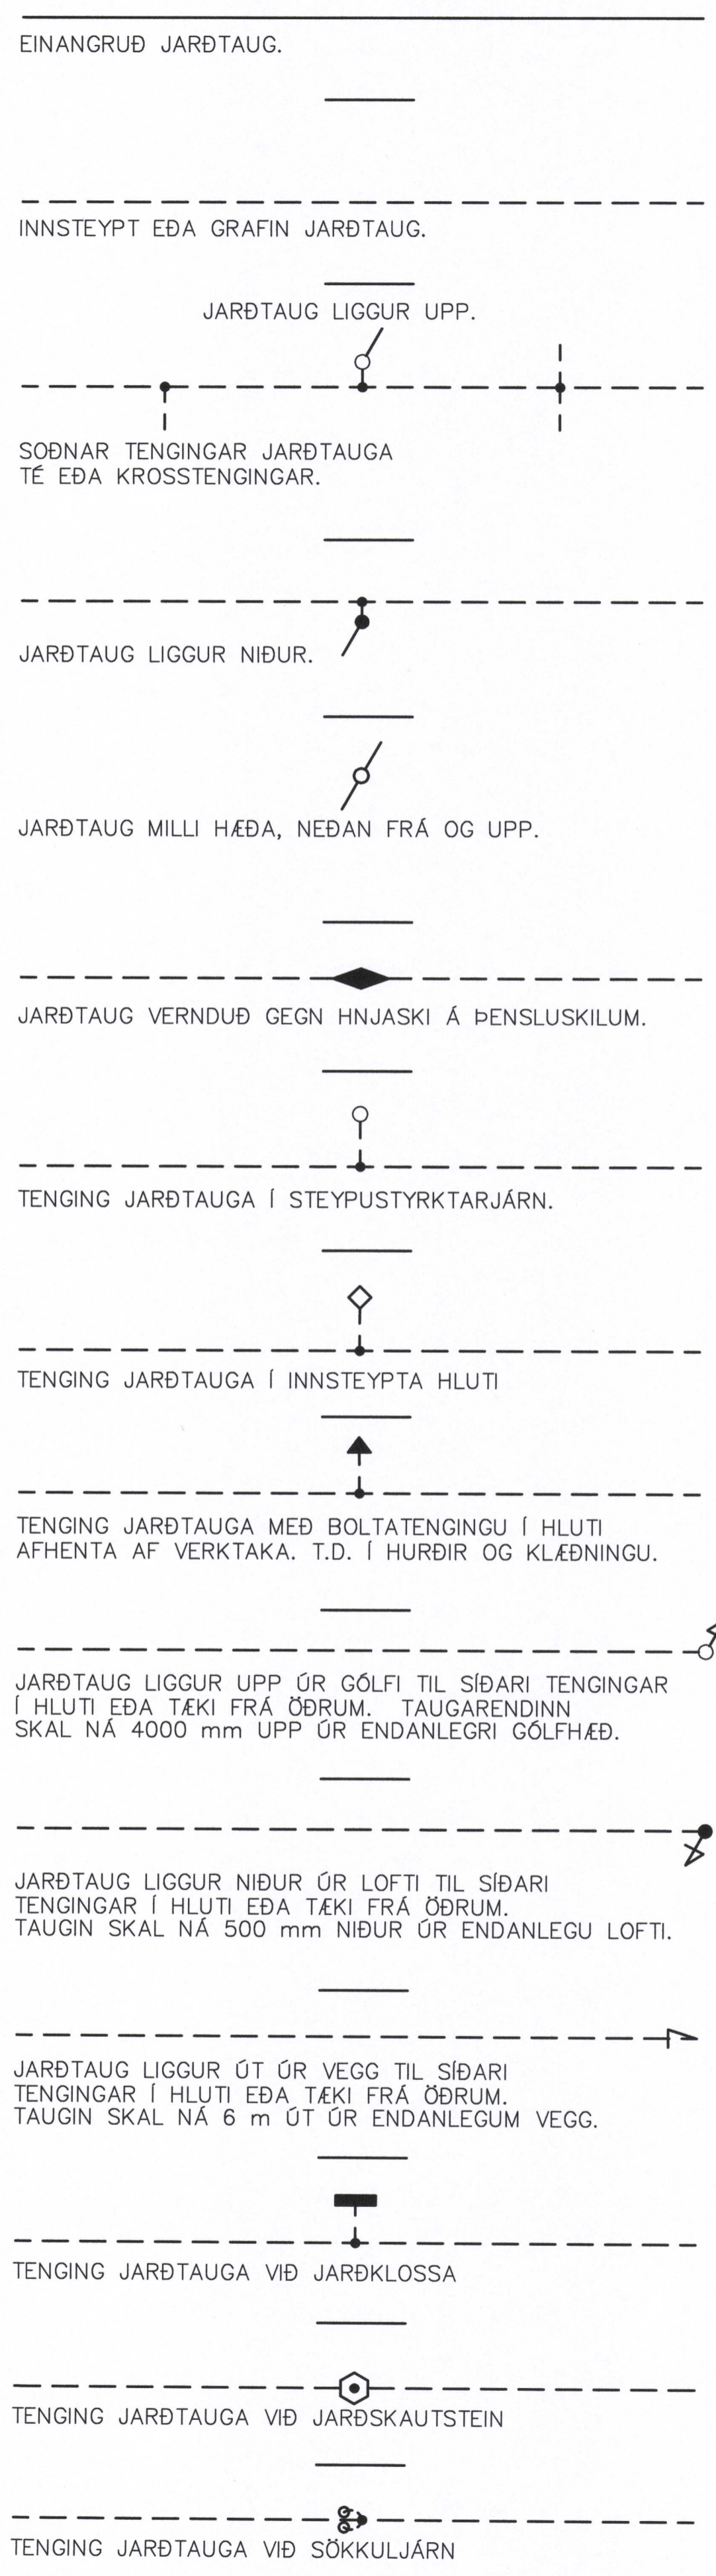 EINANGRUÐ JARÐTAUG.
INNSTEYPT EÐA GRAFIN JARÐTAUG.
JARÐTAUG LIGGUR UPP.
SOÐNAR TENGINGAR JARÐTAUGA
TÉ EÐA KROSSTENGINGAR.
JARÐTAUG LIGGUR NIÐUR.
JARÐTAUG MILLI HÆÐA, NEÐAN FRÁ OG UPP.
JARÐTAUG VERNDUÐ GEGN HNJASKI Á ÞENSLUSKILUM.
TENGING JARÐTAUGA Í STEYPUSTYRKTARJÁRN.
TENGING JARÐTAUGA Í INNSTEYPTA HLUTI
TENGING JARÐTAUGA MEÐ BOLTATENGINGU Í HLUTI
AFHENTA AF VERKTAKA. T.D. Í HURÐIR OG KLÆÐNINGU.
JARÐTAUG LIGGUR UPP ÚR GÓLFI TIL SÍÐARI TENGINGAR
Í HLUTI EÐA TÆKI FRÁ ÖÐRUM. TAUGARENDINN
SKAL NÁ 4000 mm UPP ÚR ENDANLEGRI GÓLFHÆÐ.
JARÐTAUG LIGGUR NIÐUR ÚR LOFTI TIL SÍÐARI
TENGINGAR Í HLUTI EÐA TÆKI FRÁ ÖÐRUM.
TAUGIN SKAL NÁ 500 mm NIÐUR ÚR ENDANLEGU LOFTI.
JARÐTAUG LIGGUR ÚT ÚR VEGG TIL SÍÐARI
TENGINGAR Í HLUTI EÐA TÆKI FRÁ ÖÐRUM.
TAUGIN SKAL NÁ 6 m ÚT ÚR ENDANLEGUM VEGG.
TENGING JARÐTAUGA VIÐ JARÐKLOSSA
TENGING JARÐTAUGA VIÐ JARÐSKAUTSTEIN
TENGING JARÐTAUGA VIÐ SÖKKULJÁRN